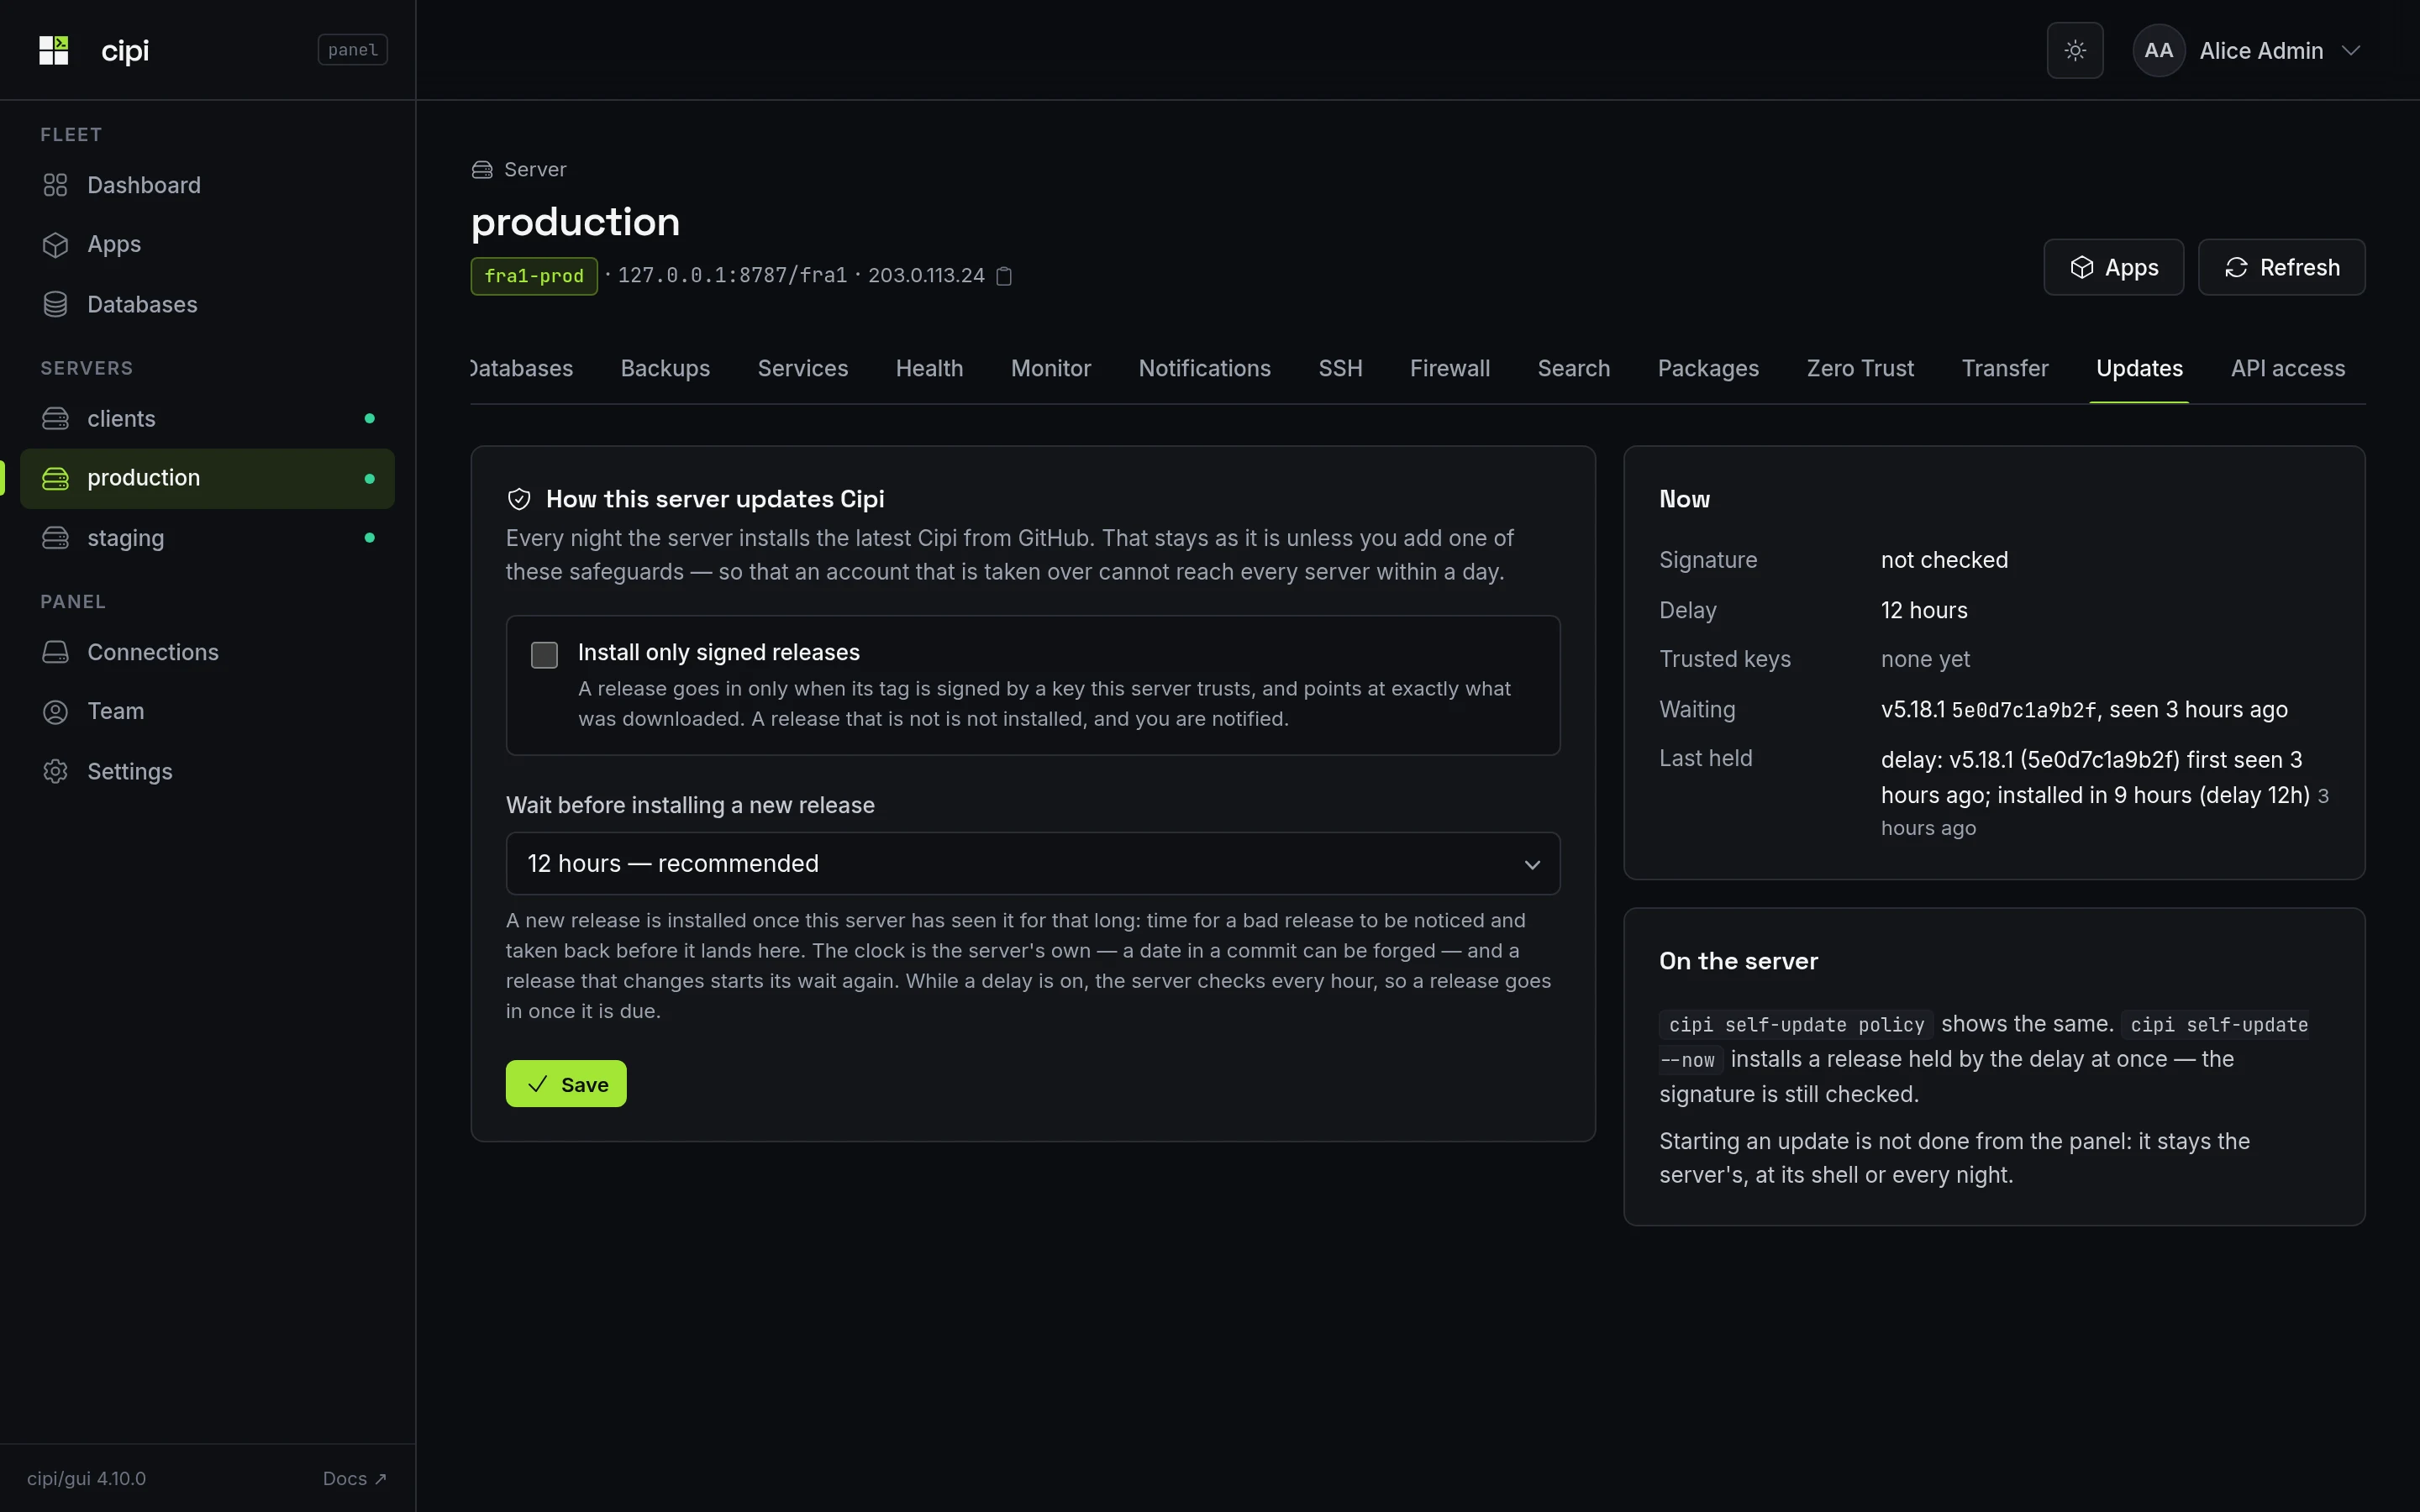 cipi
panel
AA
Alice Admin
FLEET
Dashboard
Apps
Databases
SERVERS
clients
production
staging
PANEL
Connections
Team
Settings
cipi/gui 4.10.0
Docs ↗
Server
production
fra1-prod · 127.0.0.1:8787/fra1 · 203.0.113.24
Apps
Refresh
Databases
Backups
Services
Health
Monitor
Notifications
SSH
Firewall
Search
Packages
Zero Trust
Transfer
Updates
API access
How this server updates Cipi
Every night the server installs the latest Cipi from GitHub. That stays as it is unless you add one of
these safeguards — so that an account that is taken over cannot reach every server within a day.
Install only signed releases
A release goes in only when its tag is signed by a key this server trusts, and points at exactly what
was downloaded. A release that is not is not installed, and you are notified.
Wait before installing a new release
12 hours — recommended
A new release is installed once this server has seen it for that long: time for a bad release to be noticed and
taken back before it lands here. The clock is the server's own — a date in a commit can be forged — and a
release that changes starts its wait again. While a delay is on, the server checks every hour, so a release goes
in once it is due.
Save
Now
Signature not checked
Delay 12 hours
Trusted keys none yet
Waiting v5.18.1 5e0d7c1a9b2f, seen 3 hours ago
Last held delay: v5.18.1 (5e0d7c1a9b2f) first seen 3
hours ago; installed in 9 hours (delay 12h) 3
hours ago
On the server
cipi self-update policy shows the same. cipi self-update
--now installs a release held by the delay at once — the
signature is still checked.
Starting an update is not done from the panel: it stays the
server's, at its shell or every night.